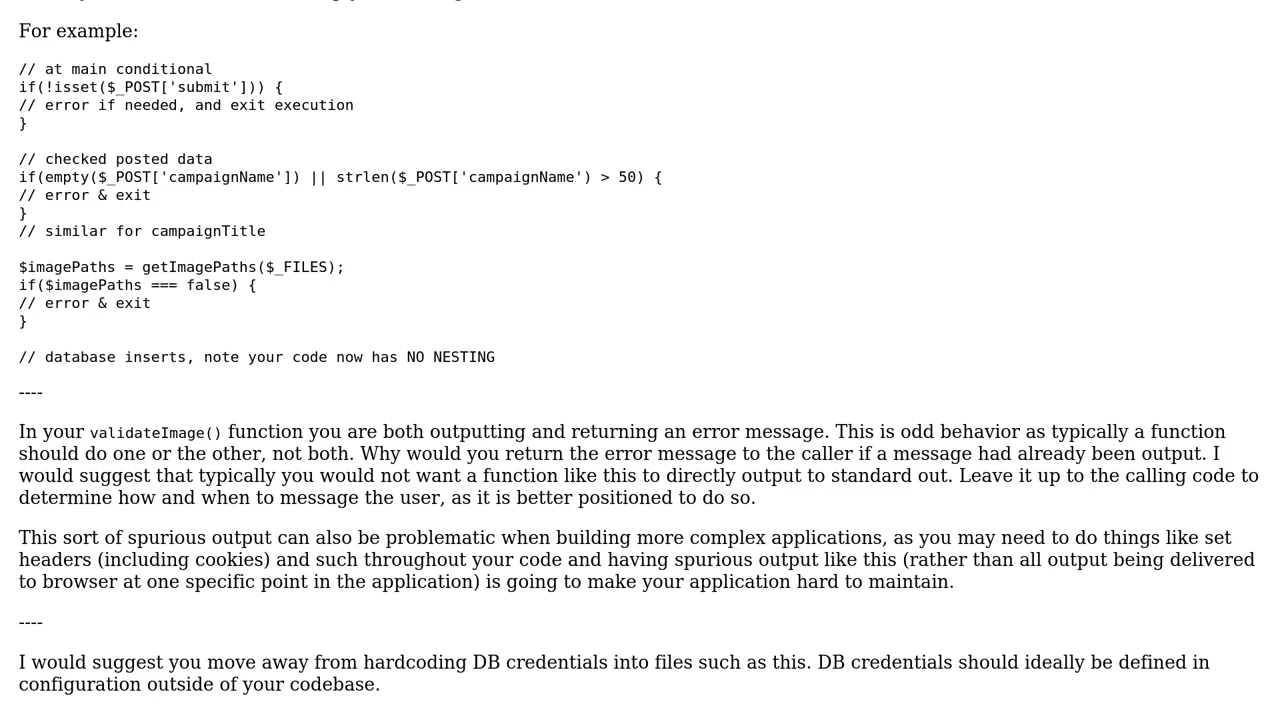 For example:
// at main conditional
if(!isset($_POST['submit'])) {
// error if needed, and exit execution
}
// checked posted data
if(empty($_POST['campaignName']) || strlen($_POST['campaignName') > 50) {
// error & exit
}
// similar for campaignTitle
$imagePaths = getImagePaths($_FILES);
if($imagePaths === false) {
// error & exit
}
// database inserts, note your code now has NO NESTING
----
In your validateImage() function you are both outputting and returning an error message. This is odd behavior as typically a function
should do one or the other, not both. Why would you return the error message to the caller if a message had already been output. I
would suggest that typically you would not want a function like this to directly output to standard out. Leave it up to the calling code to
determine how and when to message the user, as it is better positioned to do so.
This sort of spurious output can also be problematic when building more complex applications, as you may need to do things like set
headers (including cookies) and such throughout your code and having spurious output like this (rather than all output being delivered
to browser at one specific point in the application) is going to make your application hard to maintain.
----
I would suggest you move away from hardcoding DB credentials into files such as this. DB credentials should ideally be defined in
configuration outside of your codebase.